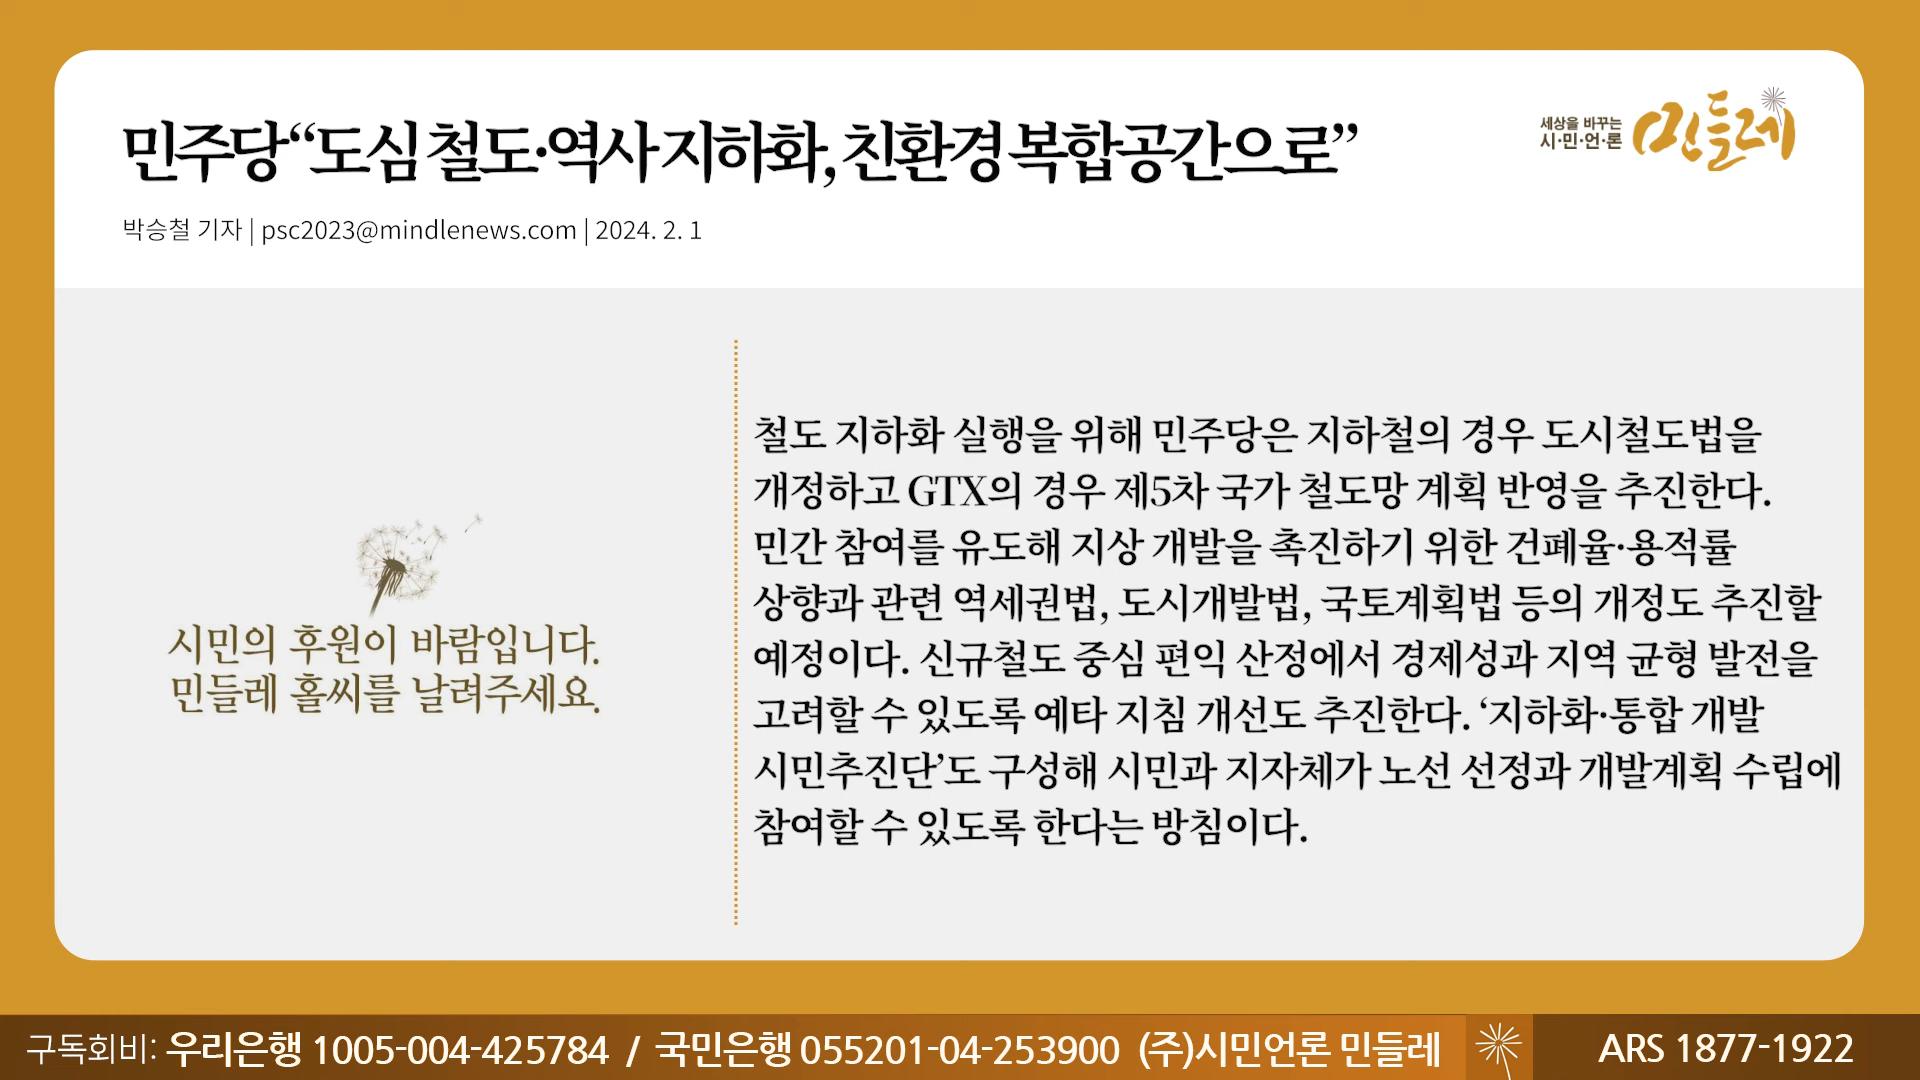 민주당“도심 철도·역사 지하화, 친환경 복합공간으로”
세상을 바꾸는
시·민·언·론
민들레
박승철 기자 | psc2023@mindlenews.com | 2024. 2. 1
시민의 후원이 바람입니다.
민들레 홀씨를 날려주세요.
철도 지하화 실행을 위해 민주당은 지하철의 경우 도시철도법을
개정하고 GTX의 경우 제5차 국가 철도망 계획 반영을 추진한다.
민간 참여를 유도해 지상 개발을 촉진하기 위한 건폐율·용적률
상향과 관련 역세권법, 도시개발법, 국토계획법 등의 개정도 추진할
예정이다. 신규철도 중심 편익 산정에서 경제성과 지역 균형 발전을
고려할 수 있도록 예타 지침 개선도 추진한다. ‘지하화·통합 개발
시민추진단’도 구성해 시민과 지자체가 노선 선정과 개발계획 수립에
참여할 수 있도록 한다는 방침이다.
구독회비: 우리은행 1005-004-425784 / 국민은행 055201-04-253900 (주)시민언론 민들레
ARS 1877-1922